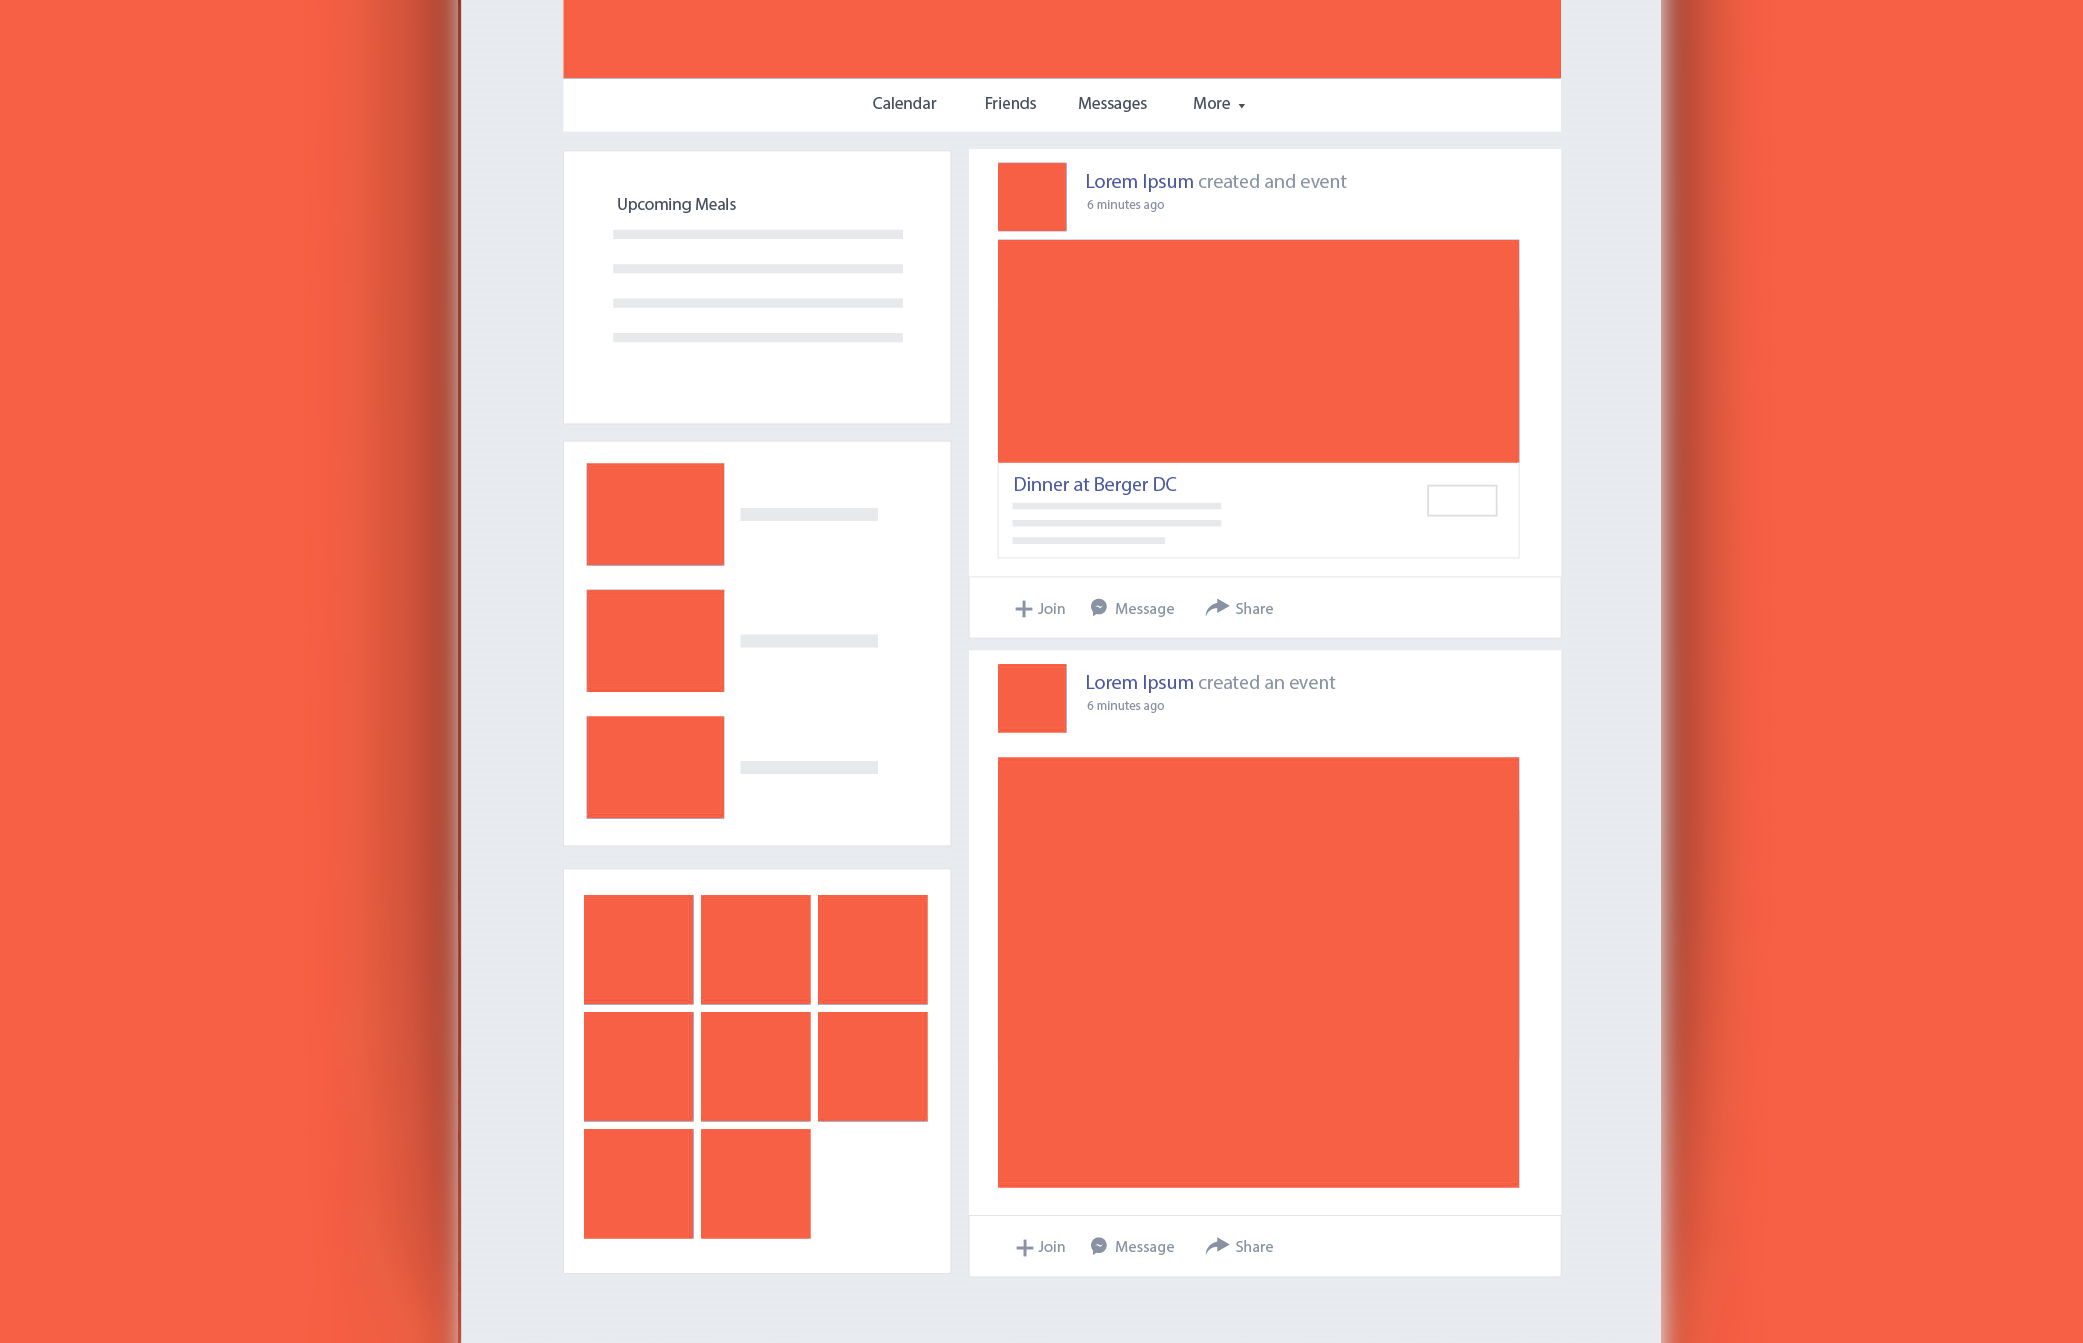 Calendar Friends Messages More
Upcoming Meals
Lorem Ipsum created and event
6 minutes ago
Dinner at Berger DC
Join Message Share
Lorem Ipsum created an event
6 minutes ago
Join Message Share